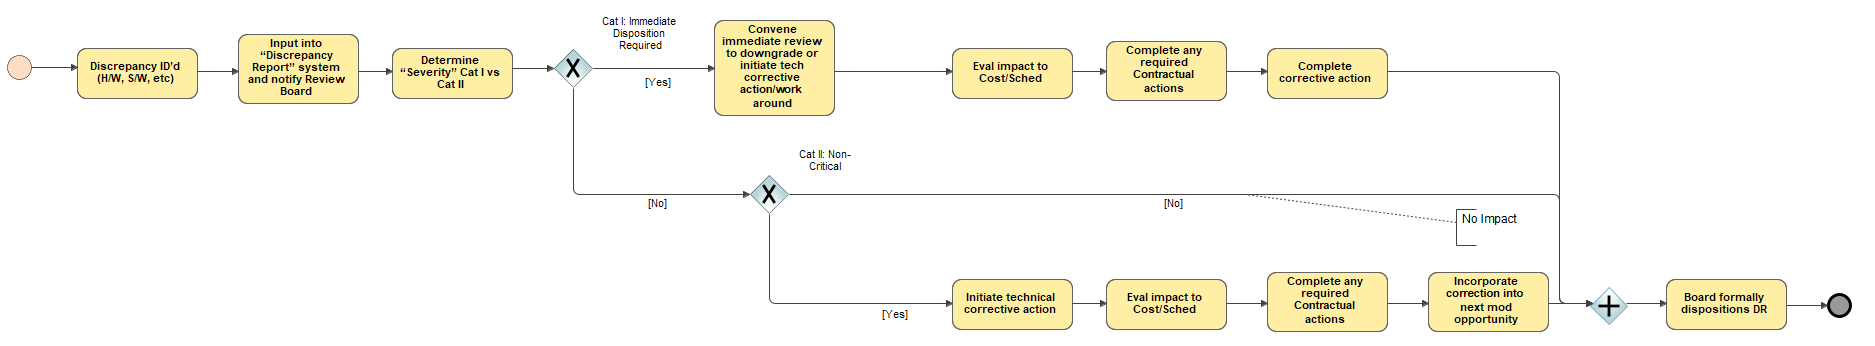 Discrepancy ID'd
(H/W, S/W, etc)
Input into
“Discrepancy
Report” system
and notify Review
Board
Determine
“Severity” Cat I vs
Cat II
Cat I: Immediate
Disposition
Required
[Yes]
Convene
immediate review
to downgrade or
initiate tech
corrective
action/work
around
Eval impact to
Cost/Sched
Complete any
required
Contractual
actions
Complete
corrective action
[No]
Cat II: Non-
Critical
[No]
No Impact
[Yes]
Initiate technical
corrective action
Eval impact to
Cost/Sched
Complete any
required
Contractual
actions
Incorporate
correction into
next mod
opportunity
Board formally
dispositions DR